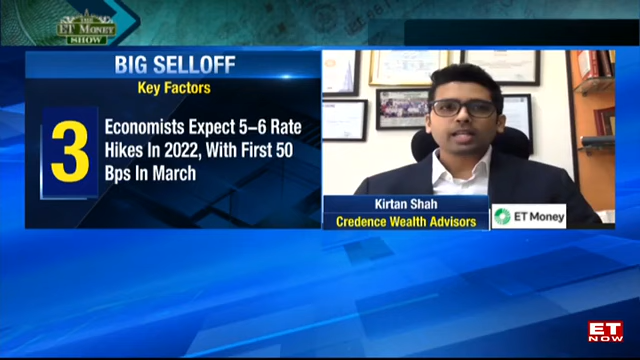 THE
ET MONEY
SHOW
BIG SELLOFF
Key Factors
3
Economists Expect 5–6 Rate
Hikes In 2022, With First 50
Bps In March
Kirtan Shah
Credence Wealth Advisors
ET Money
ET
NOW